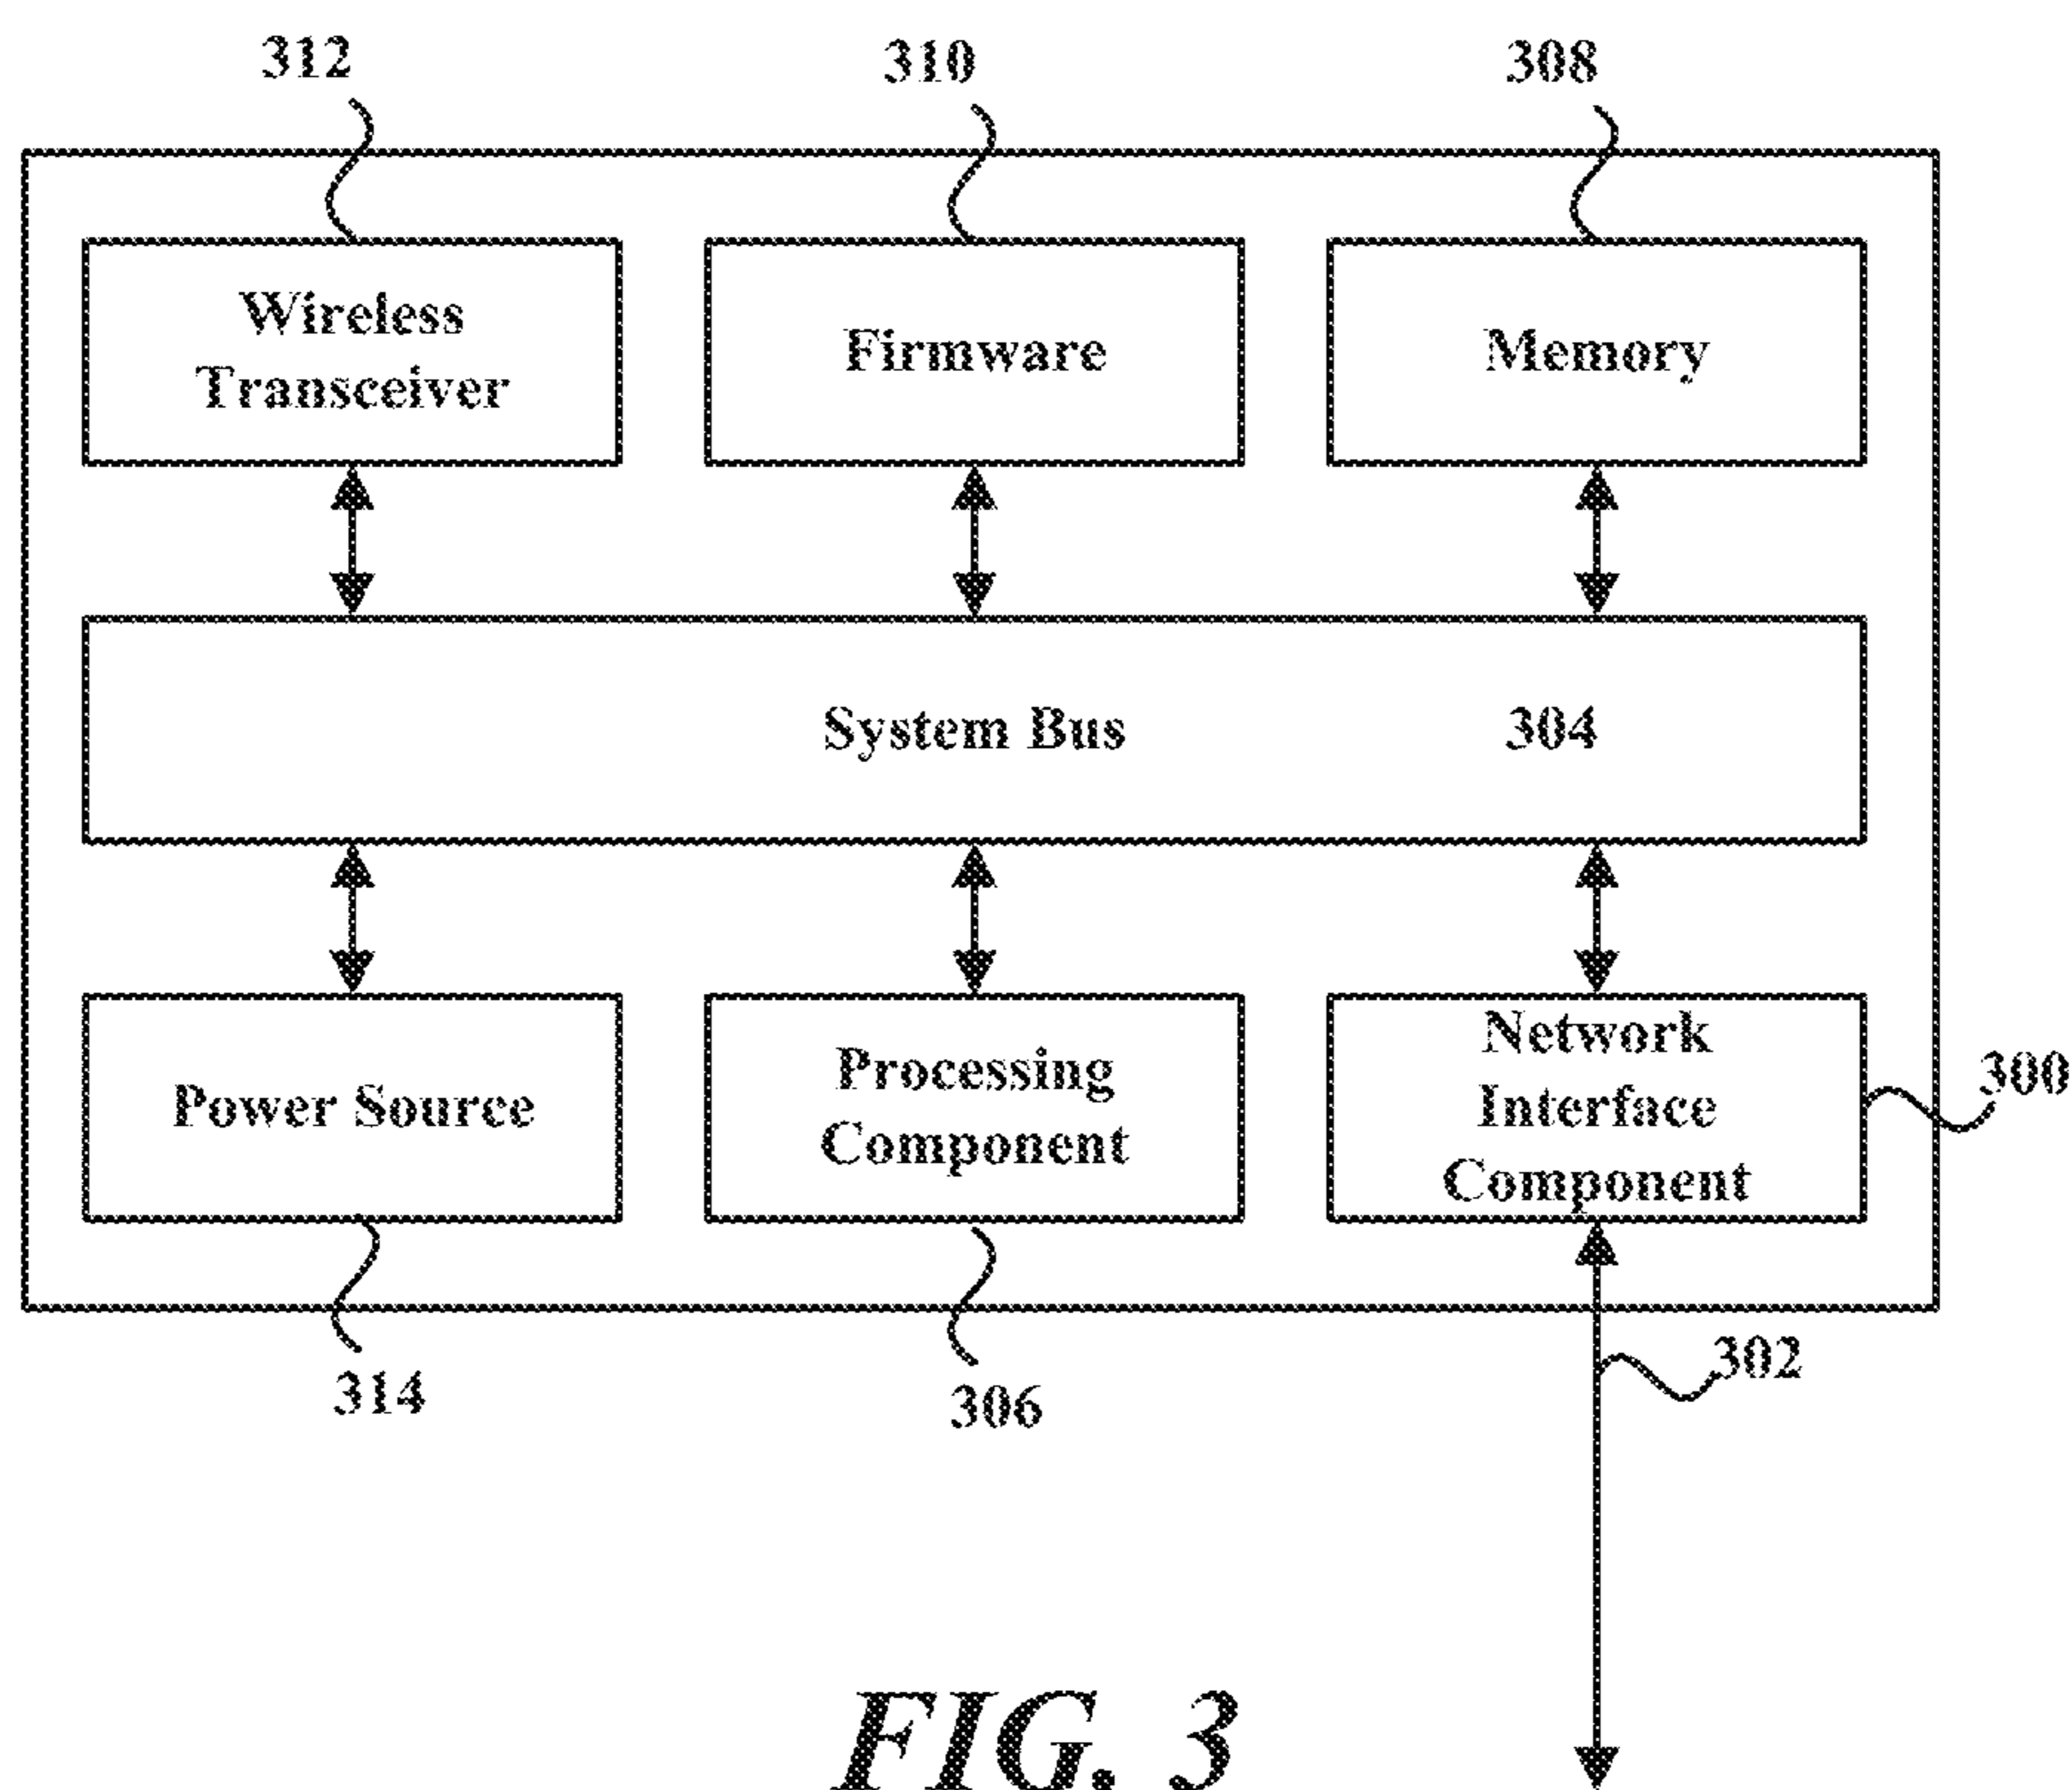 312
310
308
Wireless
Transceiver
Firmware
Memory
System Bus
304
Power Source
Processing
Component
Network
Interface
Component
300
302
314
306
FIG. 3